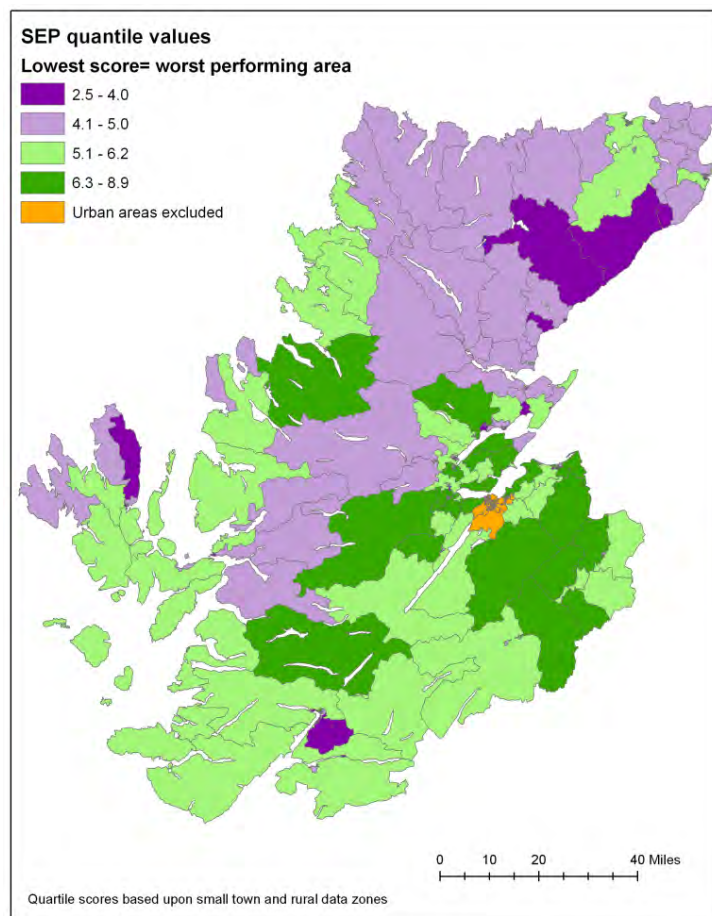 SEP quantile values
Lowest score= worst performing area
2.5 - 4.0
4.1 - 5.0
5.1 - 6.2
6.3 - 8.9
Urban areas excluded
0 10 20 40 Miles
Quartile scores based upon small town and rural data zones